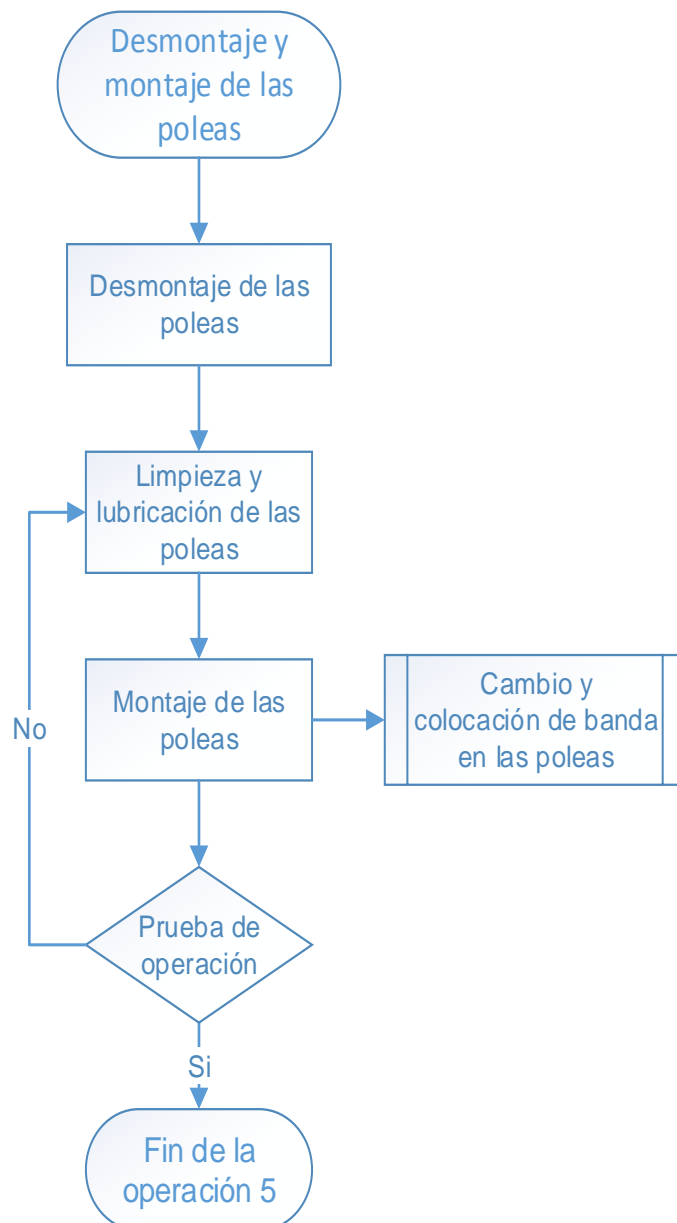 Desmontaje y
montaje de las
poleas
Desmontaje de las
poleas
Limpieza y
lubricación de las
poleas
Montaje de las
poleas
Cambio y
colocación de banda
en las poleas
No
Prueba de
operación
Si
Fin de la
operación 5